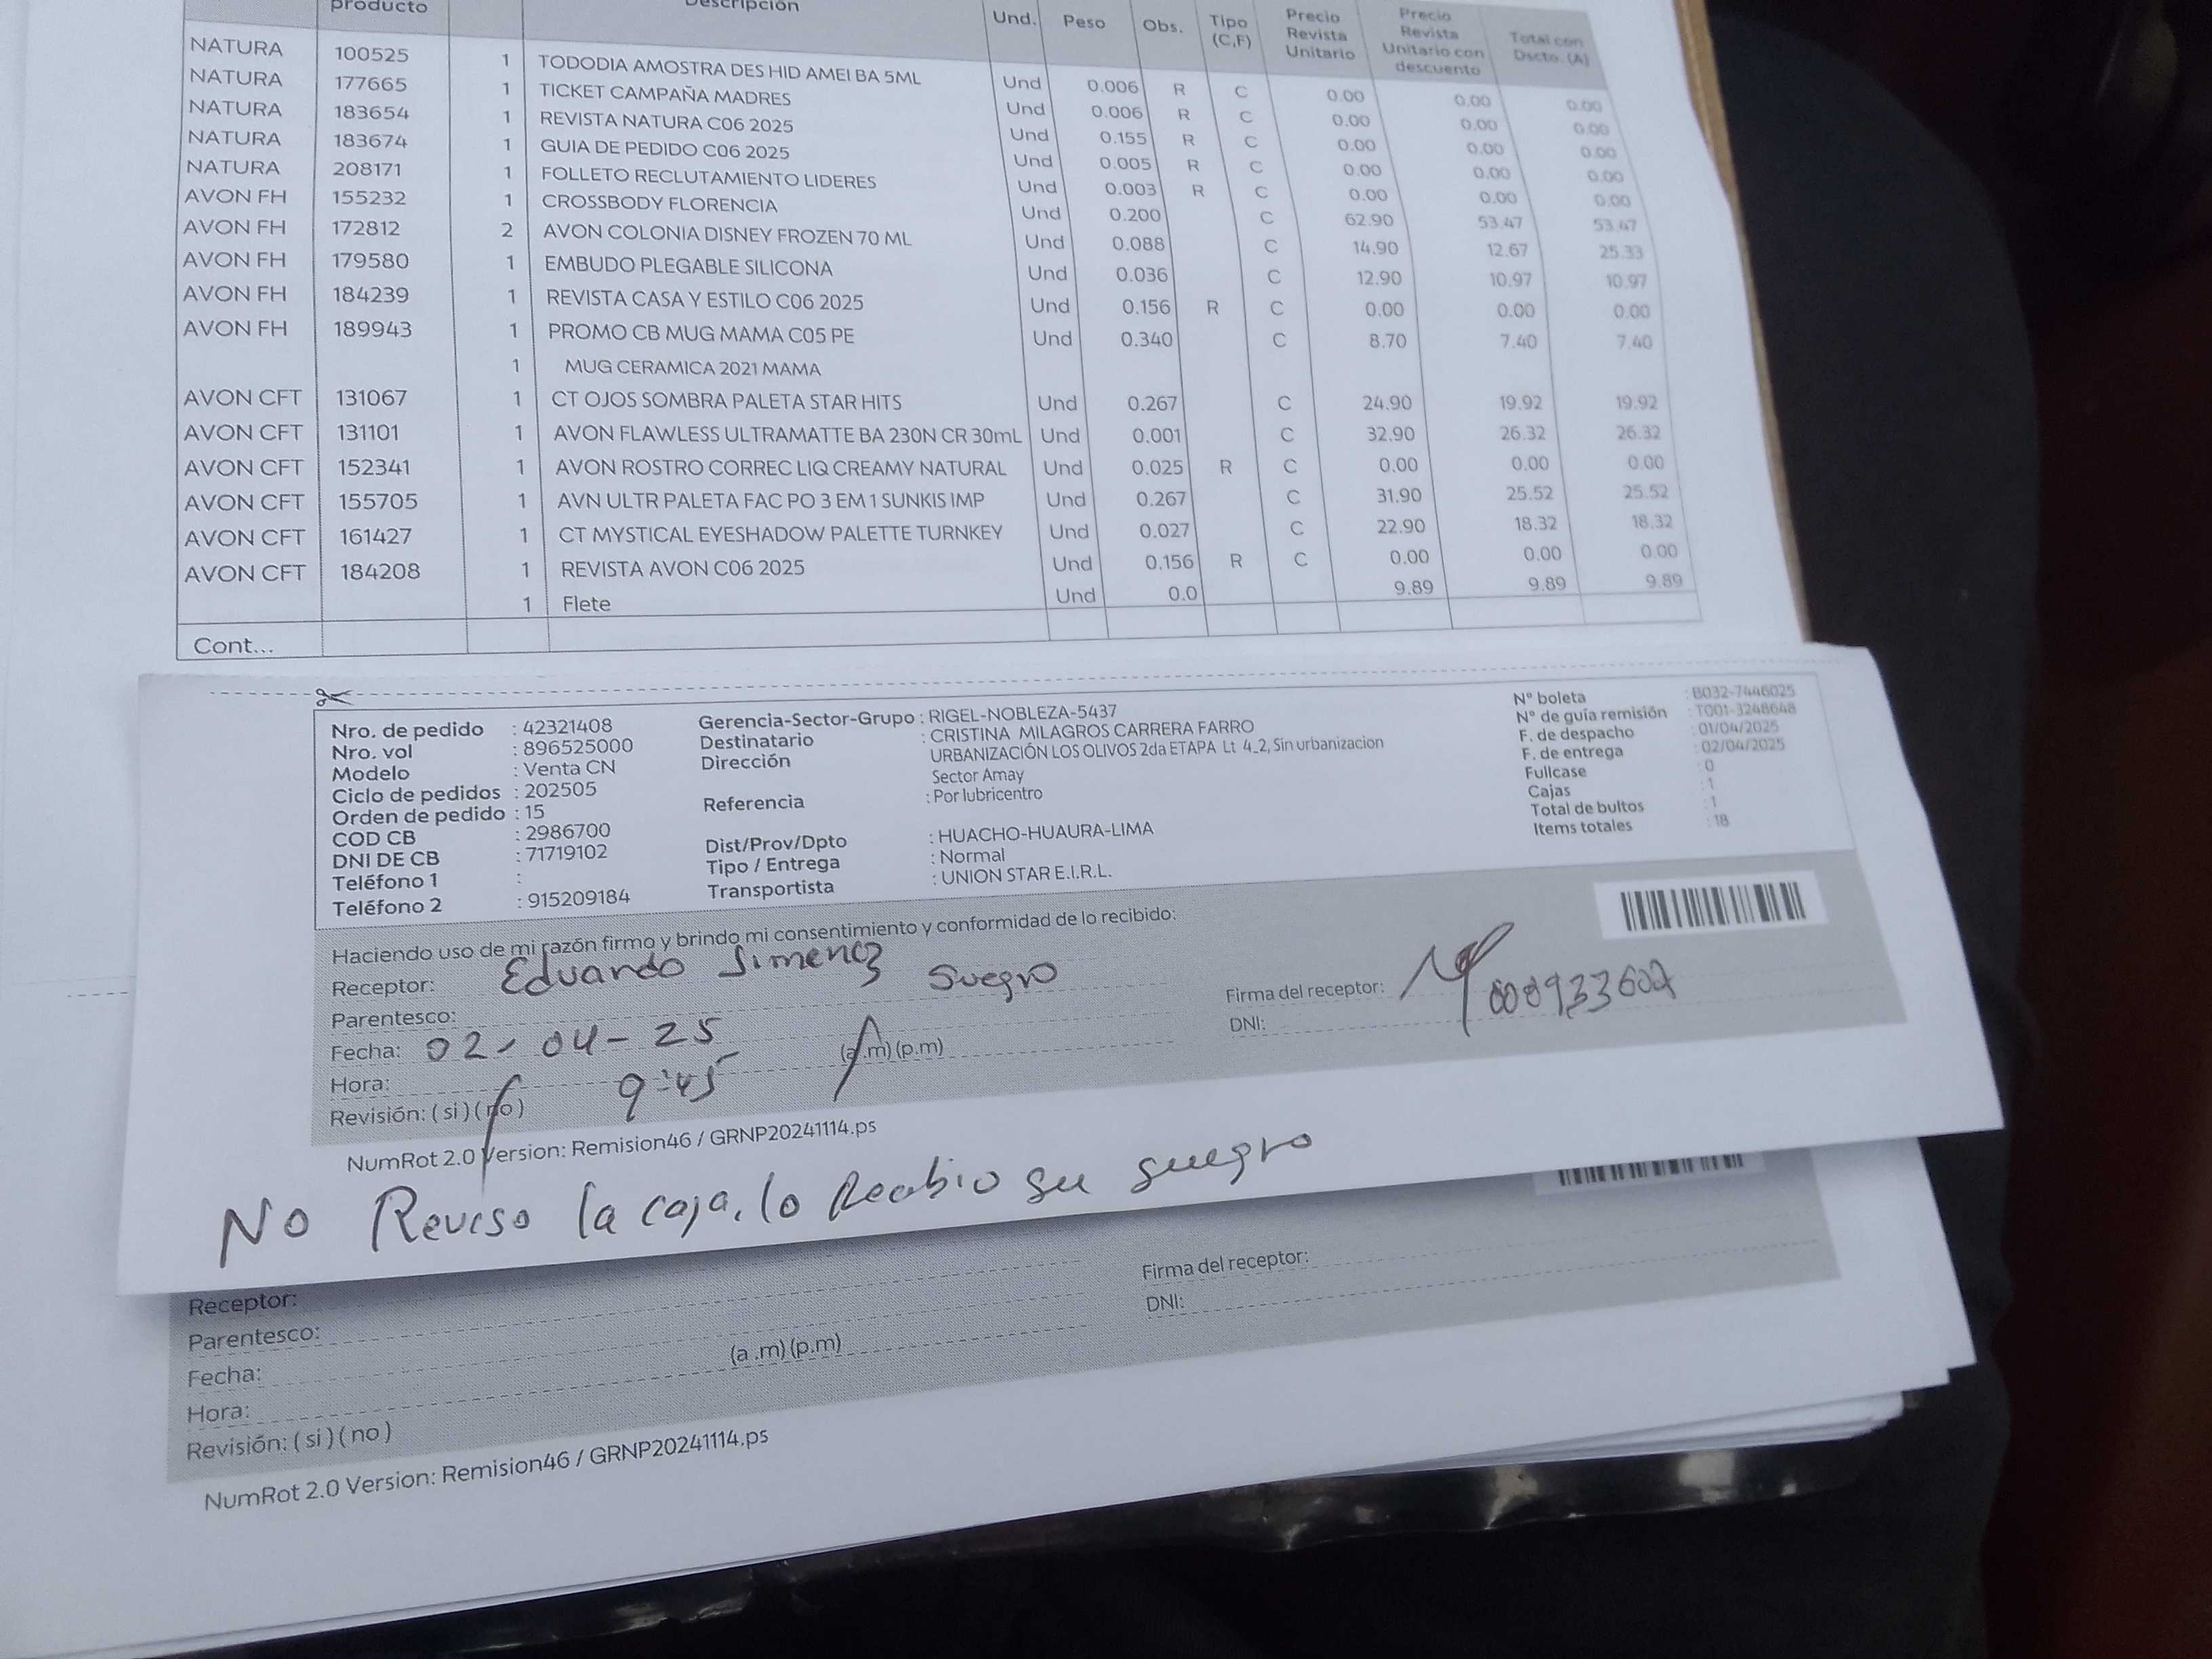 producto Descripción Und. Peso Obs. Tipo (C,F) Precio Revista Unitario Precio Revista Unitario con descuento Total con Dscto. (A)
NATURA 100525 1 TODODIA AMOSTRA DES HID AMEI BA 5ML Und 0.006 R C 0.00 0.00 0.00
NATURA 177665 1 TICKET CAMPAÑA MADRES Und 0.006 R C 0.00 0.00 0.00
NATURA 183654 1 REVISTA NATURA C06 2025 Und 0.155 R C 0.00 0.00 0.00
NATURA 183674 1 GUIA DE PEDIDO C06 2025 Und 0.005 R C 0.00 0.00 0.00
NATURA 208171 1 FOLLETO RECLUTAMIENTO LIDERES Und 0.003 R C 0.00 0.00 0.00
AVON FH 155232 1 CROSSBODY FLORENCIA Und 0.200 C 62.90 53.47 53.47
AVON FH 172812 2 AVON COLONIA DISNEY FROZEN 70 ML Und 0.088 C 14.90 12.67 25.33
AVON FH 179580 1 EMBUDO PLEGABLE SILICONA Und 0.036 C 12.90 10.97 10.97
AVON FH 184239 1 REVISTA CASA Y ESTILO C06 2025 Und 0.156 R C 0.00 0.00 0.00
AVON FH 189943 1 PROMO CB MUG MAMA C05 PE Und 0.340 C 8.70 7.40 7.40
1 MUG CERAMICA 2021 MAMA
AVON CFT 131067 1 CT OJOS SOMBRA PALETA STAR HITS Und 0.267 C 24.90 19.92 19.92
AVON CFT 131101 1 AVON FLAWLESS ULTRAMATTE BA 230N CR 30mL Und 0.001 C 32.90 26.32 26.32
AVON CFT 152341 1 AVON ROSTRO CORREC LIQ CREAMY NATURAL Und 0.025 R C 0.00 0.00 0.00
AVON CFT 155705 1 AVN ULTR PALETA FAC PO 3 EM 1 SUNKIS IMP Und 0.267 C 31.90 25.52 25.52
AVON CFT 161427 1 CT MYSTICAL EYESHADOW PALETTE TURNKEY Und 0.027 C 22.90 18.32 18.32
AVON CFT 184208 1 REVISTA AVON C06 2025 Und 0.156 R C 0.00 0.00 0.00
1 Flete Und 0.0 9.89 9.89 9.89
Cont...
Nro. de pedido : 42321408
Nro. vol : 896525000
Modelo : Venta CN
Ciclo de pedidos : 202505
Orden de pedido : 15
COD CB : 2986700
DNI DE CB : 71719102
Teléfono 1 :
Teléfono 2 : 915209184
Gerencia-Sector-Grupo : RIGEL-NOBLEZA-5437
Destinatario : CRISTINA MILAGROS CARRERA FARRO
Dirección URBANIZACIÓN LOS OLIVOS 2da ETAPA Lt 4_2, Sin urbanizacion
Sector Amay
Referencia : Por lubricentro
Dist/Prov/Dpto : HUACHO-HUAURA-LIMA
Tipo / Entrega : Normal
Transportista : UNION STAR E.I.R.L.
N° boleta : B032-7446025
N° de guía remisión : T001-3248648
F. de despacho : 01/04/2025
F. de entrega : 02/04/2025
Fullcase : 0
Cajas : 1
Total de bultos : 1
Items totales : 18
Haciendo uso de mi razón firmo y brindo mi consentimiento y conformidad de lo recibido:
Receptor: Eduardo Simenez
Parentesco: Suegro
Fecha: 02-04-25
Hora: 9:45 (a.m) (p.m)
Revisión: ( si ) ( no )
Firma del receptor:
DNI: 000933602
NumRot 2.0 Version: Remision46 / GRNP20241114.ps
No Reviso la caja, lo Recibio su suegro
Receptor:
Parentesco:
Fecha:
Hora: (a .m) (p.m)
Revisión: ( si ) ( no )
Firma del receptor:
DNI:
NumRot 2.0 Version: Remision46 / GRNP20241114.ps